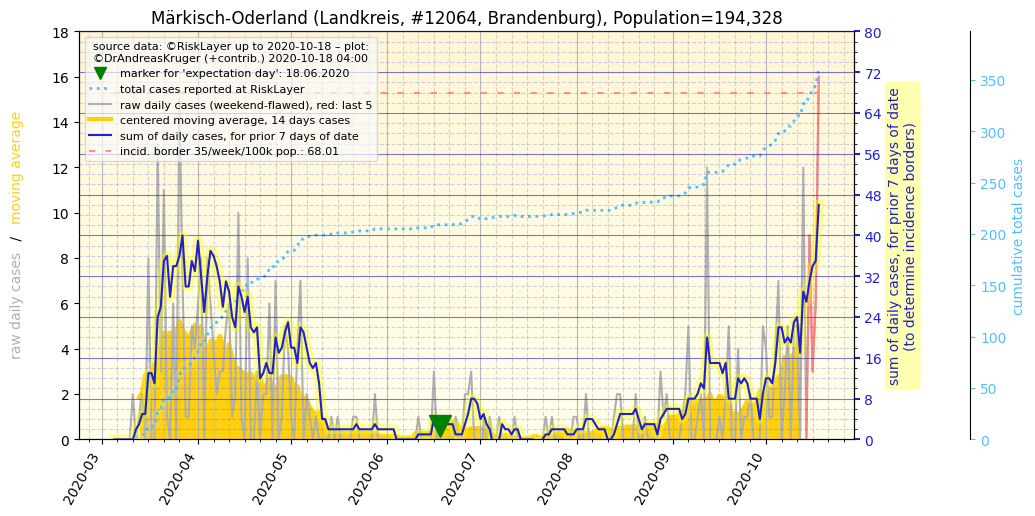 Märkisch-Oderland (Landkreis, #12064, Brandenburg), Population=194,328
source data: ©RiskLayer up to 2020-10-18 – plot:
©DrAndreasKruger (+contrib.) 2020-10-18 04:00
marker for 'expectation day': 18.06.2020
total cases reported at RiskLayer
raw daily cases (weekend-flawed), red: last 5
centered moving average, 14 days cases
sum of daily cases, for prior 7 days of date
incid. border 35/week/100k pop.: 68.01
raw daily cases / moving average
18
16
14
12
10
8
6
4
2
0
80
72
64
56
48
40
32
24
16
8
0
sum of daily cases, for prior 7 days of date
(to determine incidence borders)
350
300
250
200
150
100
50
0
cumulative total cases
2020-03
2020-04
2020-05
2020-06
2020-07
2020-08
2020-09
2020-10